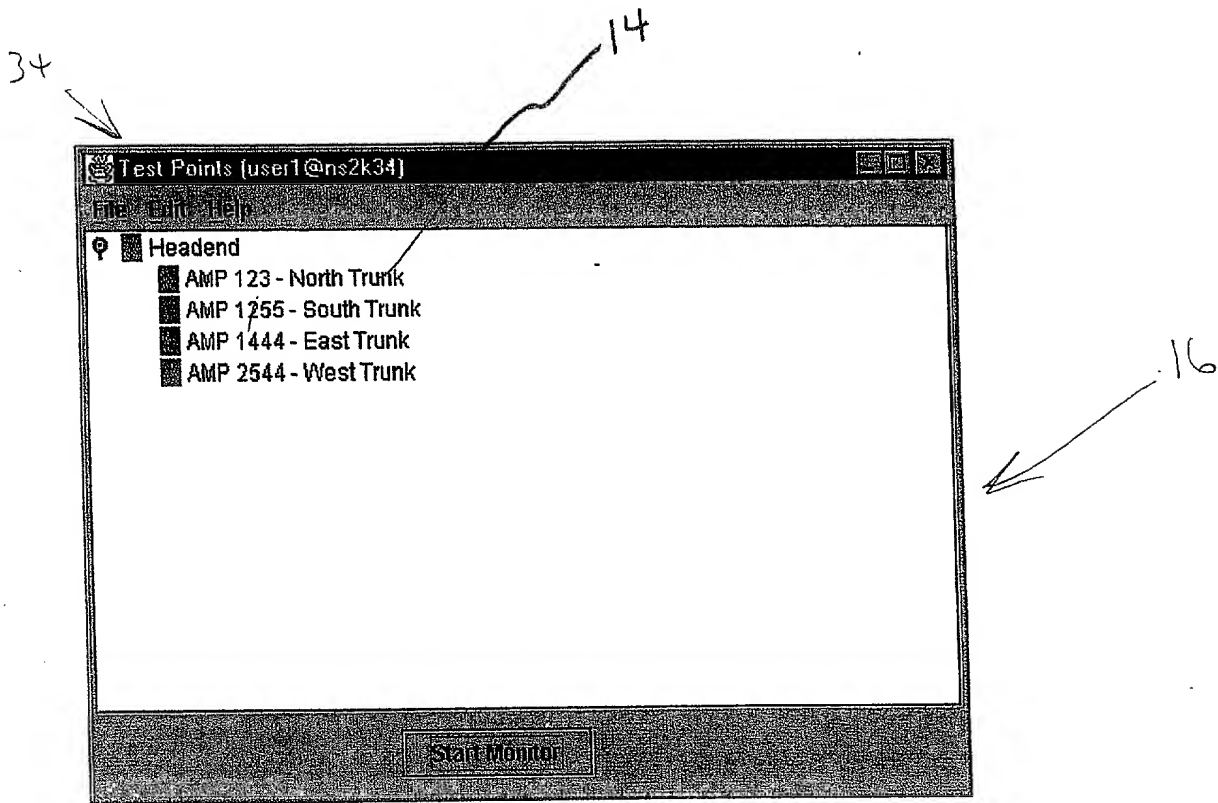 14
34
Test Points (user1@ns2k34)
File Edit Help
Headend
AMP 123 - North Trunk
AMP 1255 - South Trunk
AMP 1444 - East Trunk
AMP 2544 - West Trunk
16
Start Monitor